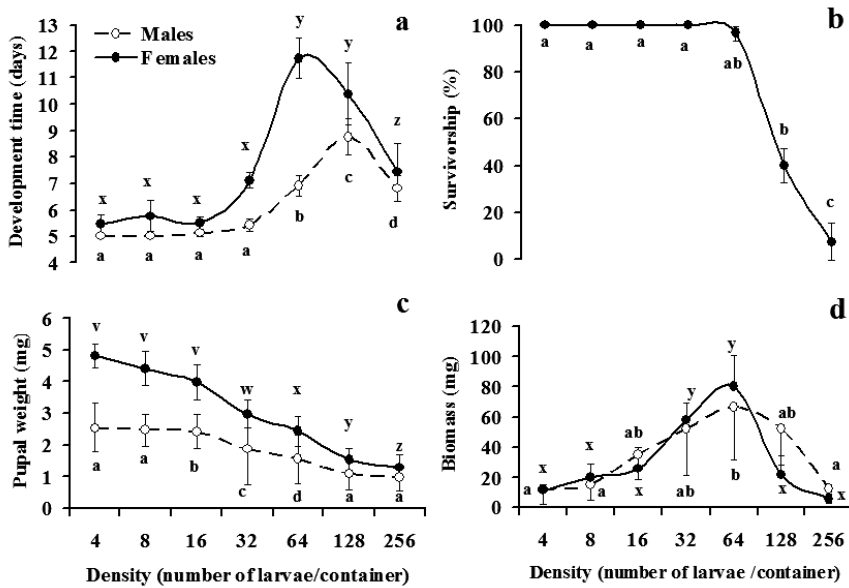 a
Males
Females
Development time (days)
13
12
11
10
9
8
7
6
5
4
x
x
x
x
y
y
z
a
a
a
a
b
c
d
b
Survivorship (%)
100
80
60
40
20
0
a
a
a
a
ab
b
c
c
Pupal weight (mg)
6
5
4
3
2
1
0
v
v
v
w
x
y
z
a
a
b
c
d
a
a
4 8 16 32 64 128 256
Density (number of larvae/container)
d
Biomass (mg)
120
100
80
60
40
20
0
x
x
ab
y
y
ab
a
a
a
x
ab
b
x
x
4 8 16 32 64 128 256
Density (number of larvae /container)